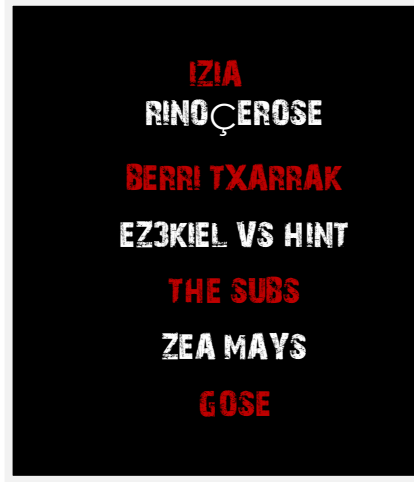 IZIA
RINOÇEROSE
BERRI TXARRAK
EZ3KIEL VS HINT
THE SUBS
ZEA MAYS
GOSE